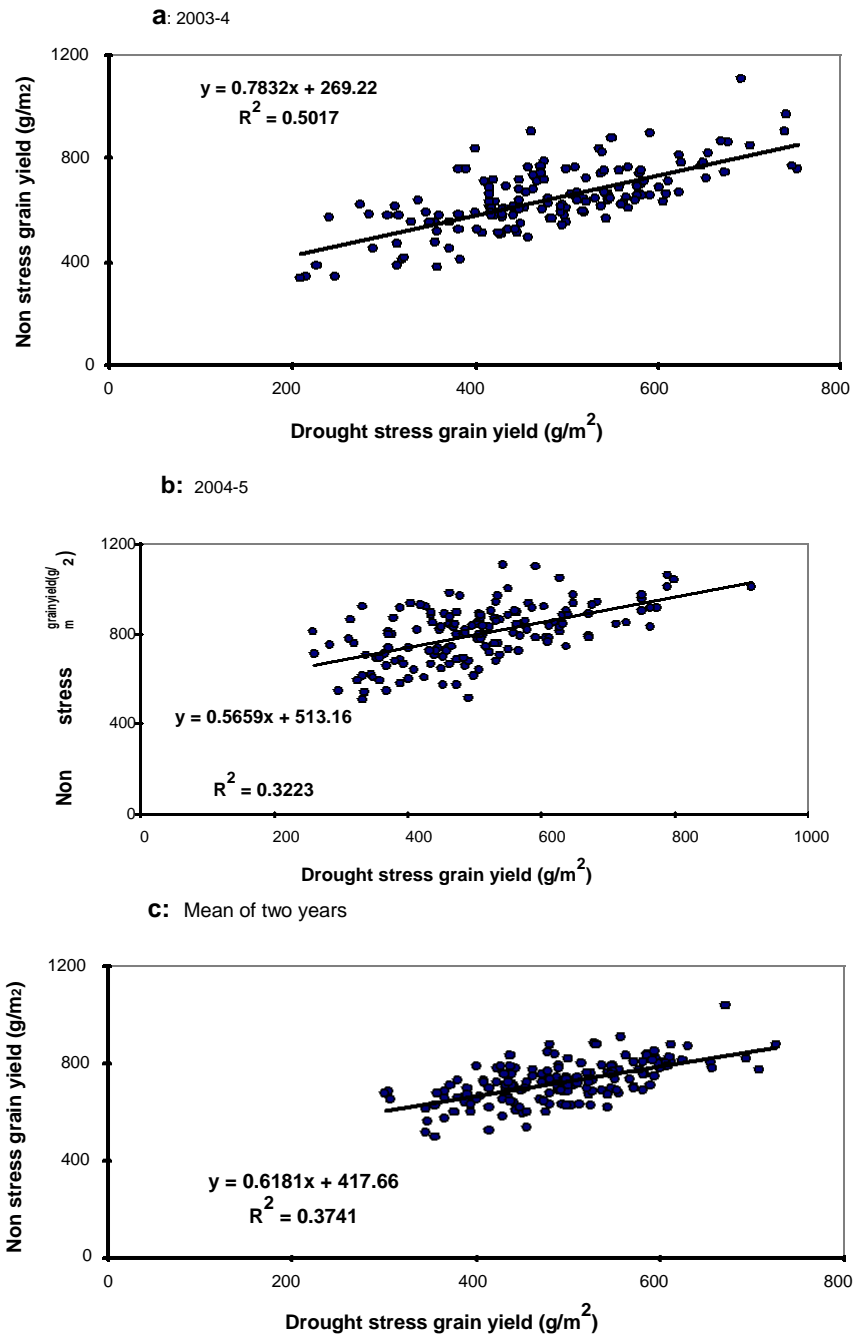 a: 2003-4
1200
800
400
0
y = 0.7832x + 269.22
R2 = 0.5017
Non stress grain yield (g/m2)
0 200 400 600 800
Drought stress grain yield (g/m2)
b: 2004-5
1200
800
400
0
y = 0.5659x + 513.16
R2 = 0.3223
Non stress
grainyield(g/
m 2)
0 200 400 600 800 1000
Drought stress grain yield (g/m2)
c: Mean of two years
1200
800
400
0
y = 0.6181x + 417.66
R2 = 0.3741
Non stress grain yield (g/m2)
0 200 400 600 800
Drought stress grain yield (g/m2)